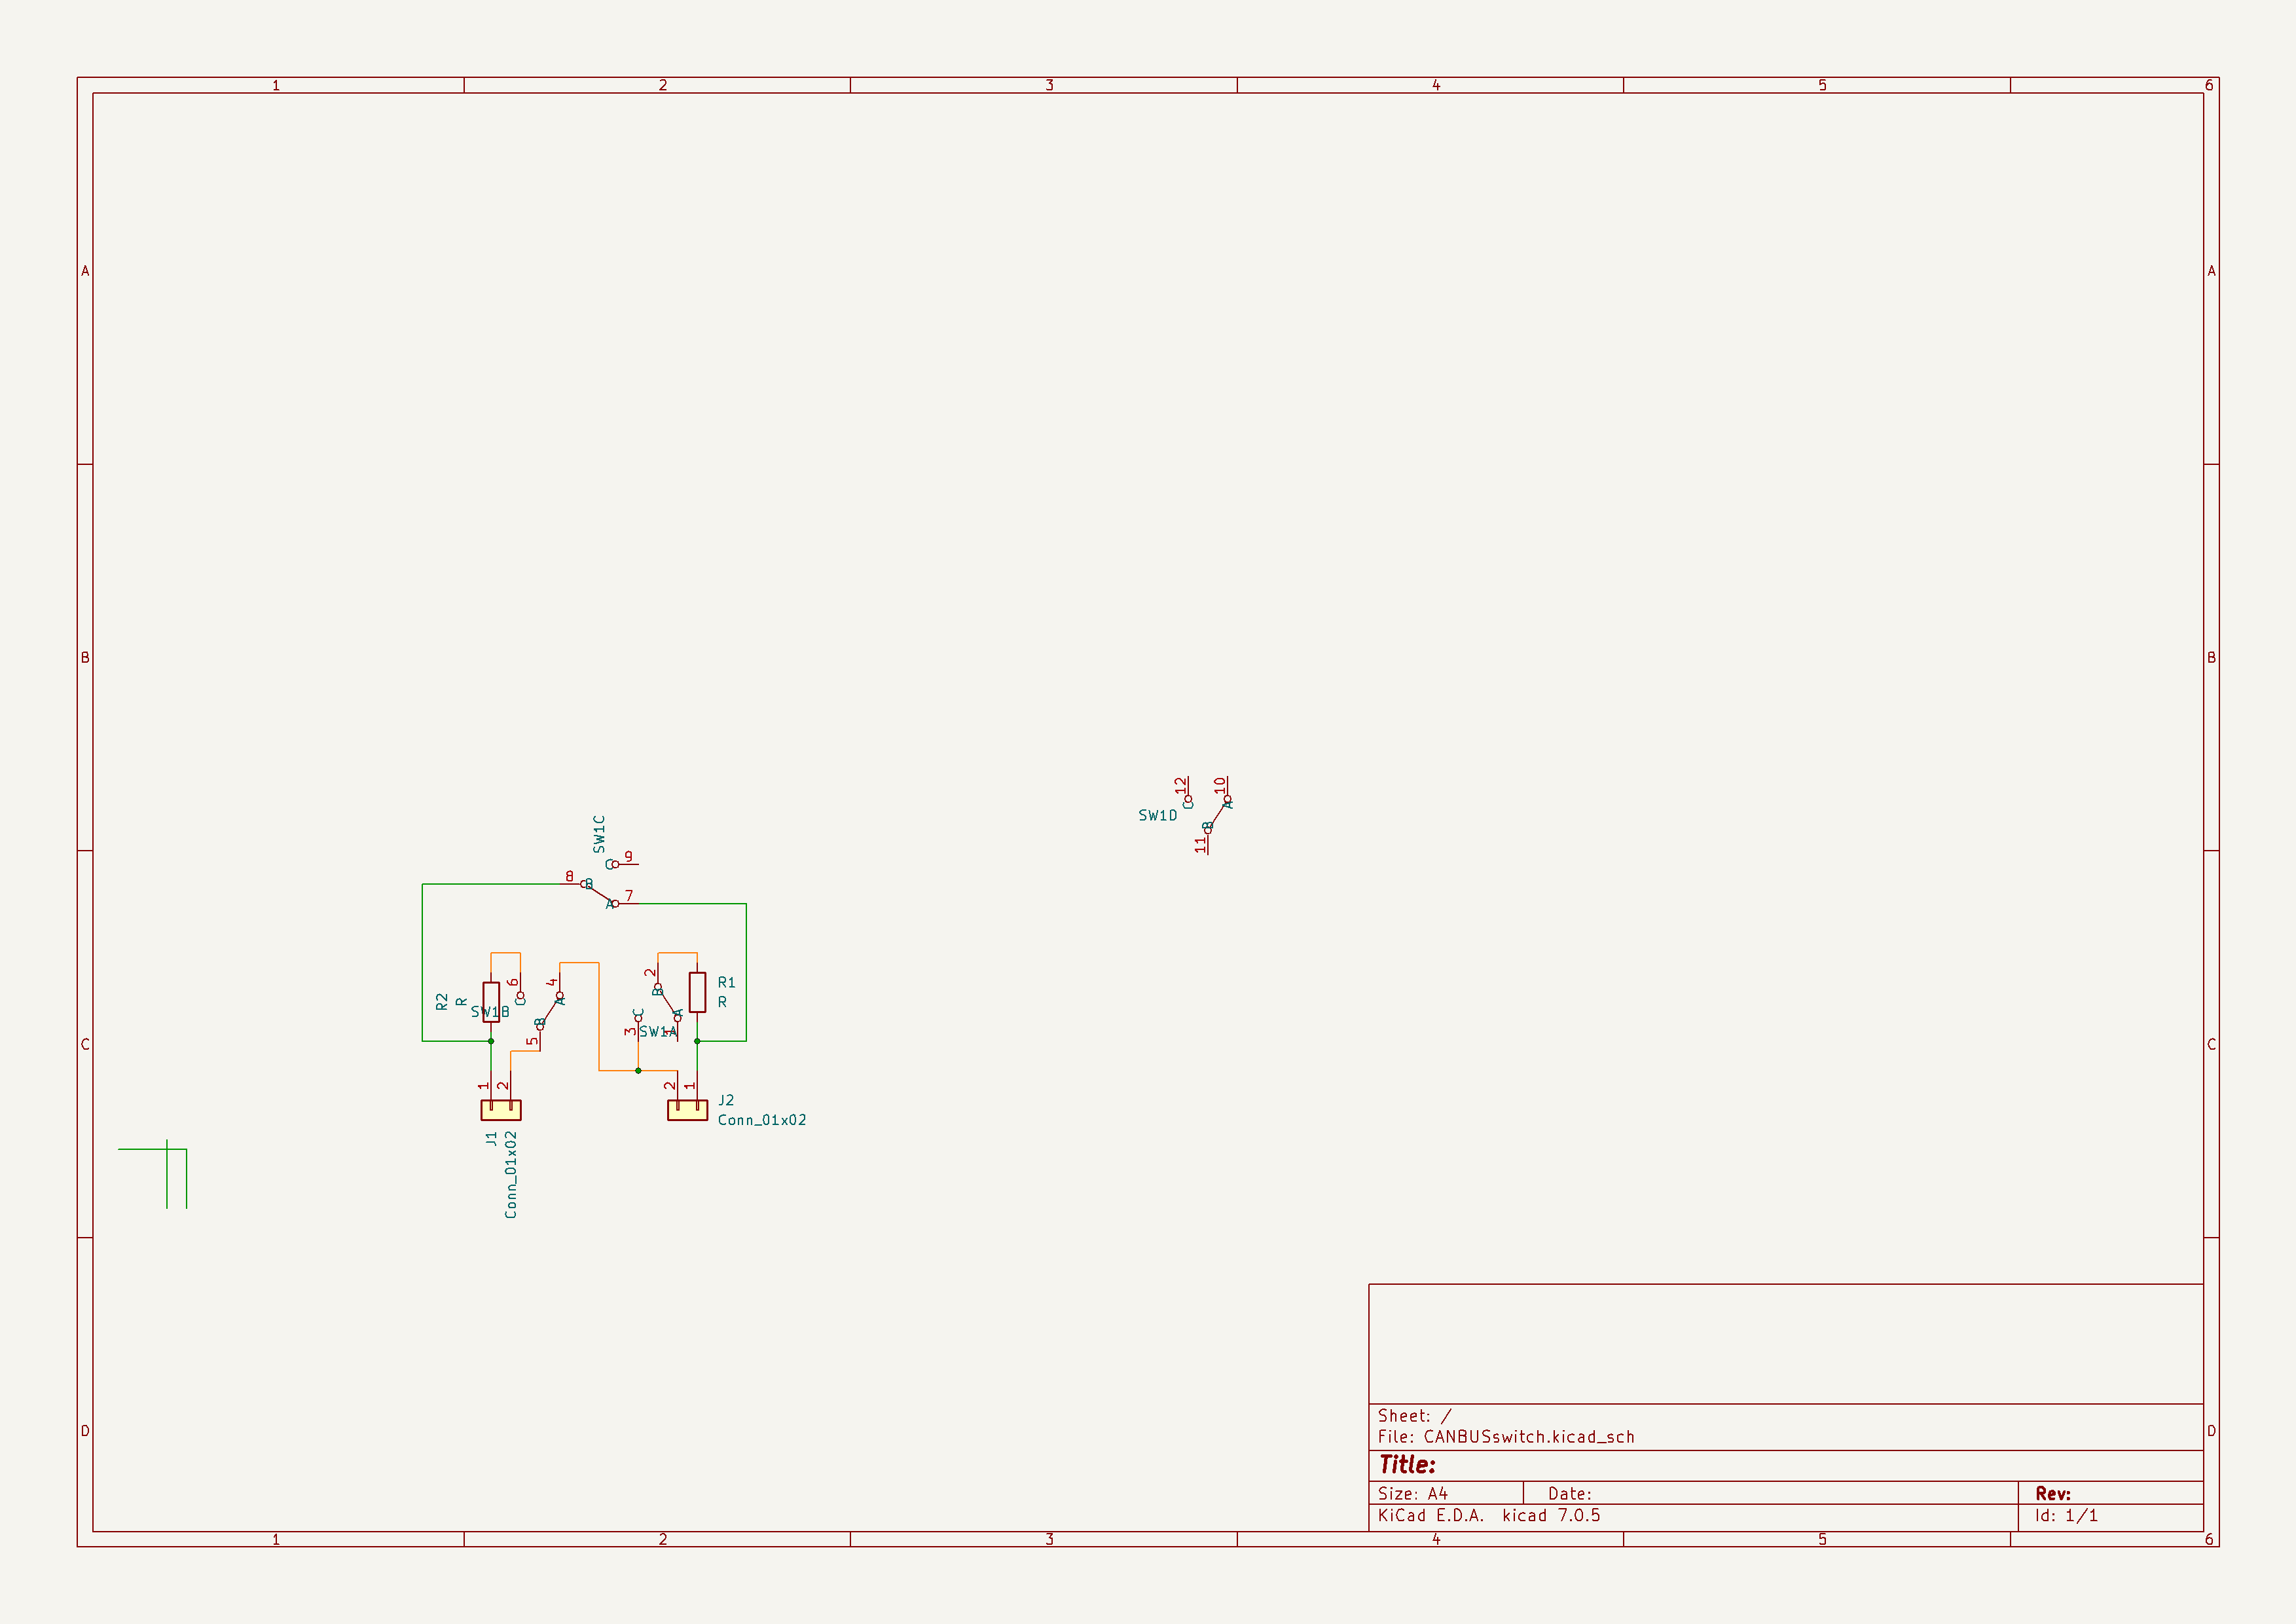 1 2 3 4 5 6
A A
12 10
C A
SW1D
B
11
SW1C
C 9
8 B
7
A
B B
2
6 4
R1
B
R2 R C A R
SW1B
C A
B 3 SW1A 1
5
C C
1 2 2 1
J2
Conn_01x02
J1
Conn_01x02
Sheet: /
File: CANBUSswitch.kicad_sch
D D
Title:
Size: A4 Date: Rev:
KiCad E.D.A. kicad 7.0.5 Id: 1/1
1 2 3 4 5 6